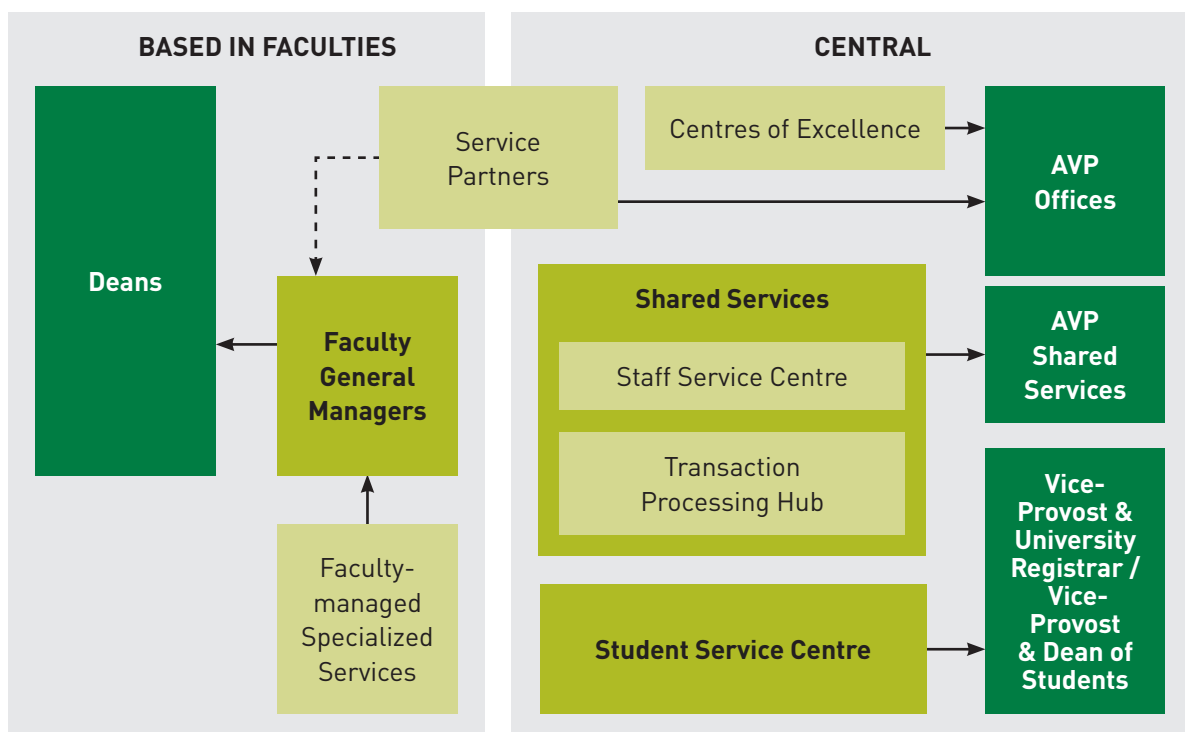 BASED IN FACULTIES
Deans
Service
Partners
Faculty
General
Managers
Faculty-
managed
Specialized
Services
CENTRAL
Centres of Excellence
AVP
Offices
Shared Services
Staff Service Centre
Transaction
Processing Hub
AVP
Shared
Services
Student Service Centre
Vice-
Provost &
University
Registrar /
Vice-
Provost
& Dean of
Students